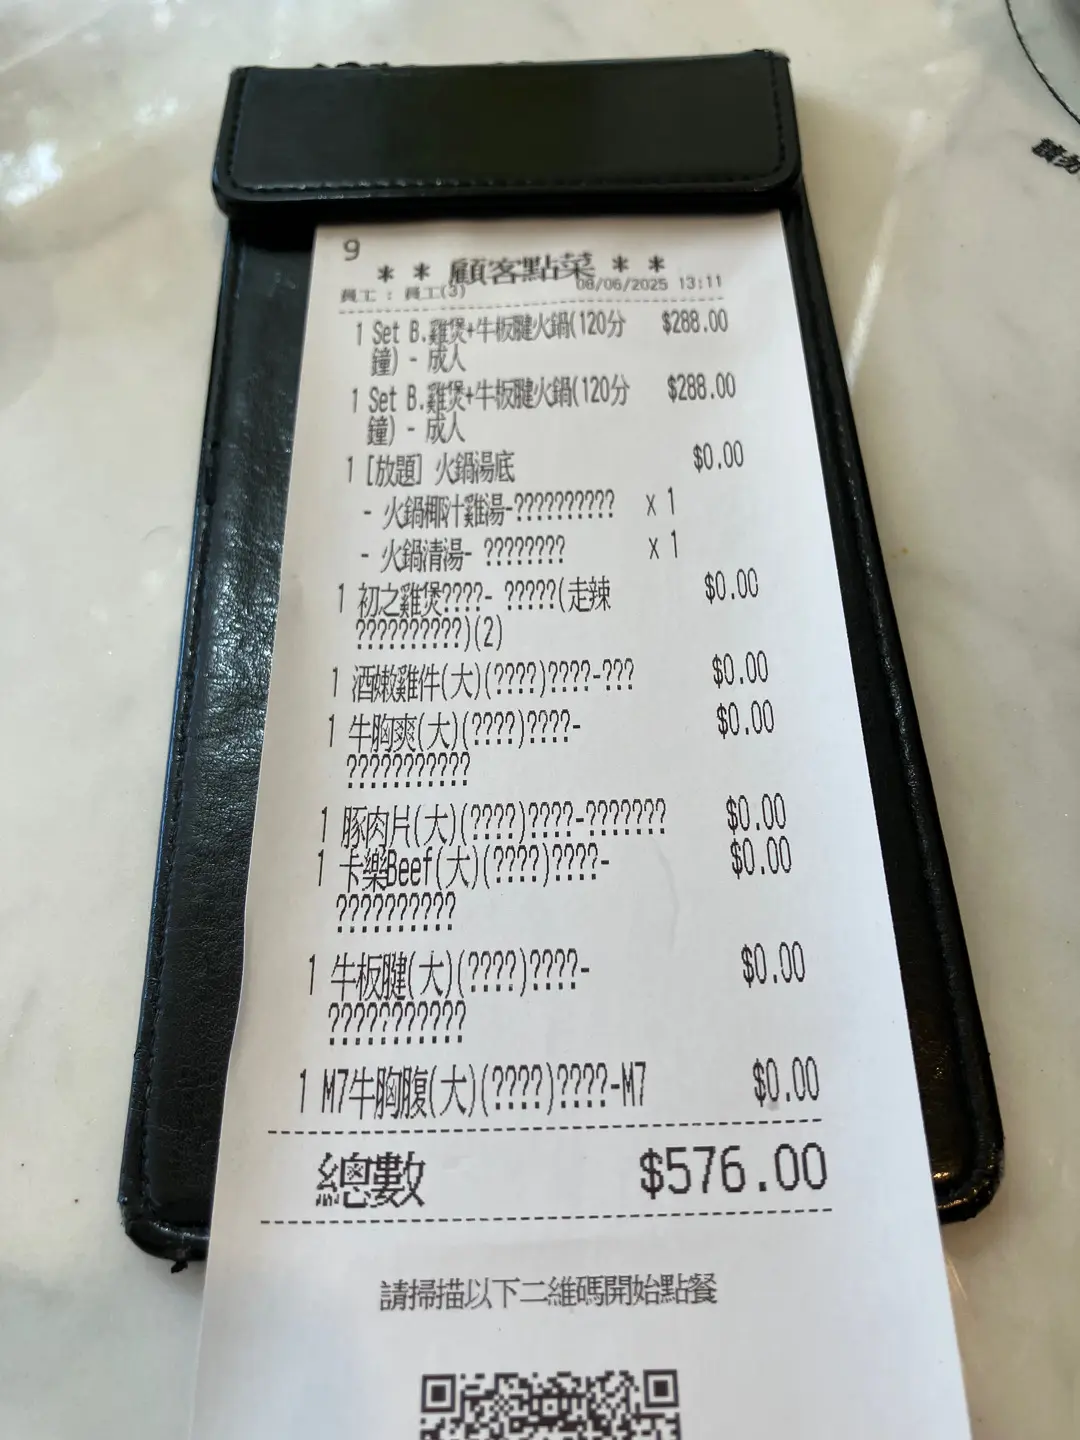 9
* * 顧客點菜 * *
員工 : 員工(3) 08/06/2025 13:11
1 Set B.雞煲+牛板腱火鍋(120分 $288.00
鐘) - 成人
1 Set B.雞煲+牛板腱火鍋(120分 $288.00
鐘) - 成人
1 [放題] 火鍋湯底 $0.00
- 火鍋椰汁雞湯-?????????? x 1
- 火鍋清湯- ???????? x 1
1 初之雞煲????- ?????(走辣 $0.00
??????????)(2)
1 酒嫩雞件(大)(????)????-??? $0.00
1 牛胸爽(大)(????)????- $0.00
???????????
1 豚肉片(大)(????)????-??????? $0.00
1 卡樂Beef(大)(????)????- $0.00
??????????
1 牛板腱(大)(????)????- $0.00
???????????
1 M7牛胸腹(大)(????)????-M7 $0.00
總數 $576.00
請掃描以下二維碼開始點餐
請勿